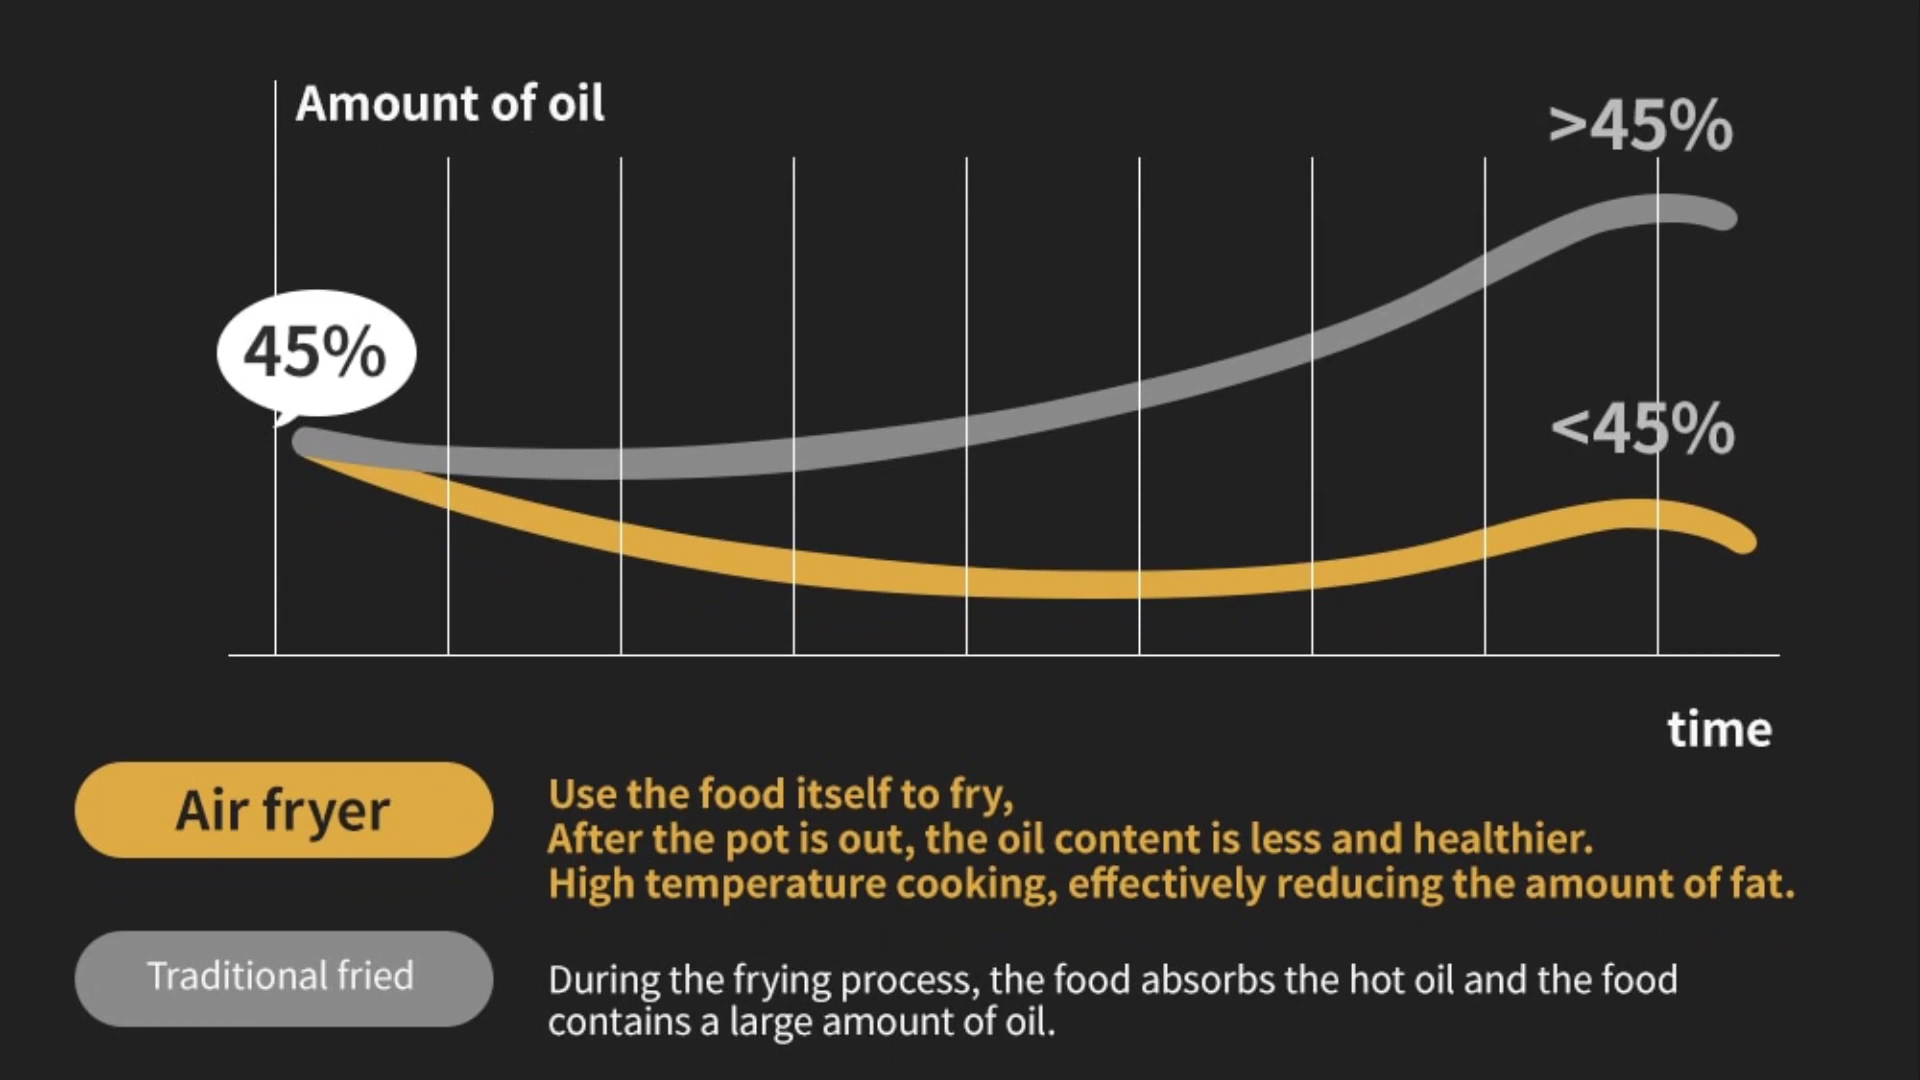 Amount of oil
>45%
45%
<45%
time
Air fryer
Use the food itself to fry,
After the pot is out, the oil content is less and healthier.
High temperature cooking, effectively reducing the amount of fat.
Traditional fried
During the frying process, the food absorbs the hot oil and the food
contains a large amount of oil.